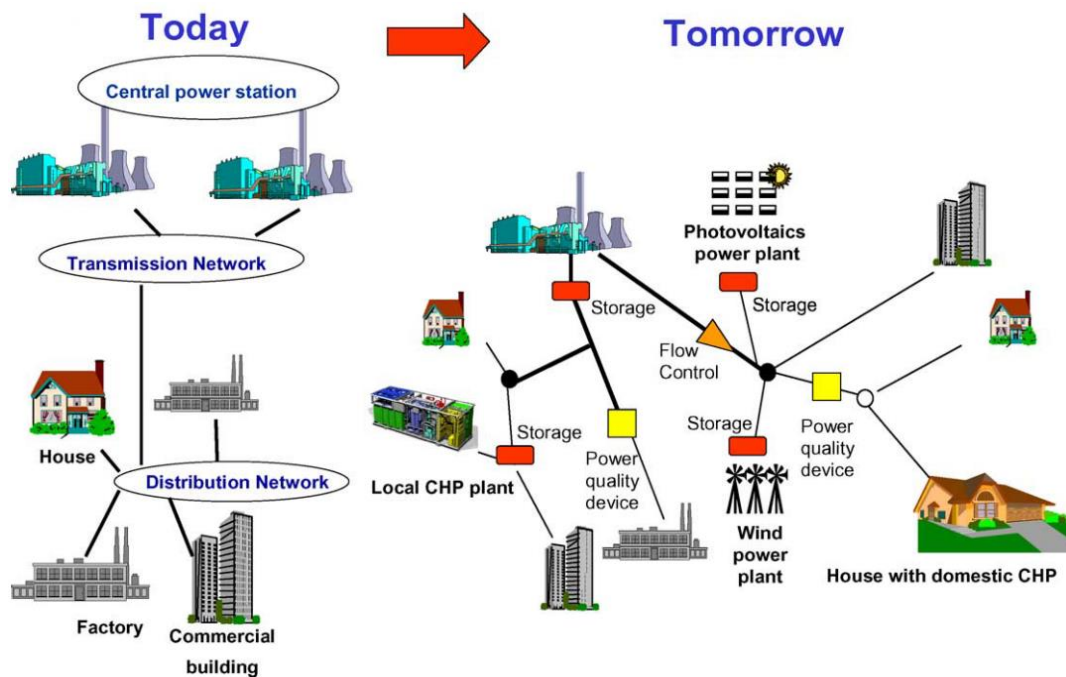 Today
Central power station
Transmission Network
House
Distribution Network
Factory
Commercial
building
Tomorrow
Photovoltaics
power plant
Storage
Storage
Flow
Control
Storage
Local CHP plant
Power
quality
device
Storage
Wind
power
plant
Power
quality
device
House with domestic CHP